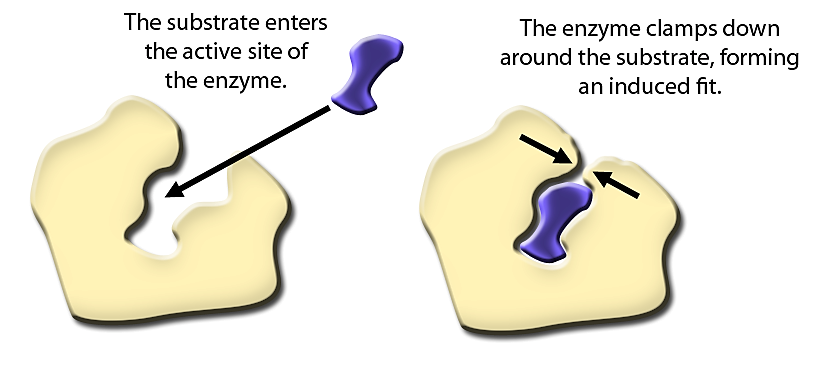 The substrate enters
the active site of
the enzyme.
The enzyme clamps down
around the substrate, forming
an induced fit.